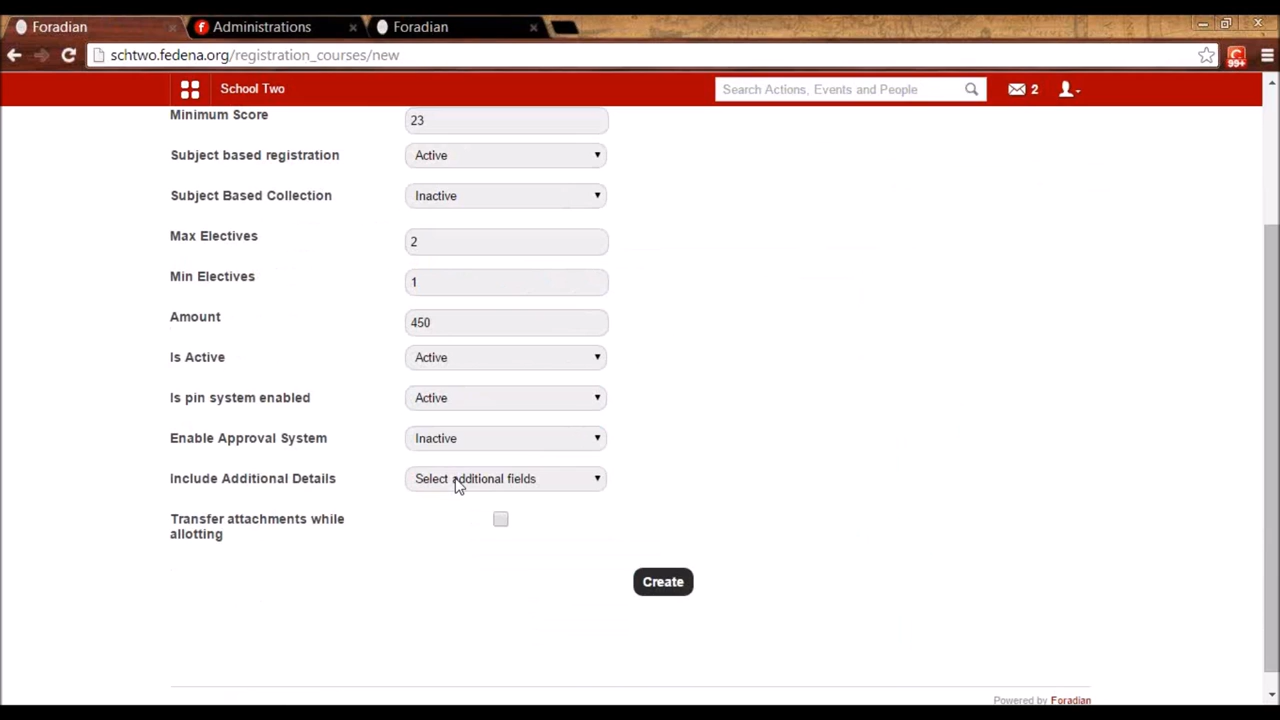 Foradian
Administrations
Foradian
schtwo.fedena.org/registration_courses/new
99+
School Two
Search Actions, Events and People
2
Minimum Score
23
Subject based registration
Active
Subject Based Collection
Inactive
Max Electives
2
Min Electives
1
Amount
450
Is Active
Active
Is pin system enabled
Active
Enable Approval System
Inactive
Include Additional Details
Select additional fields
Transfer attachments while
allotting
Create
Powered by Foradian